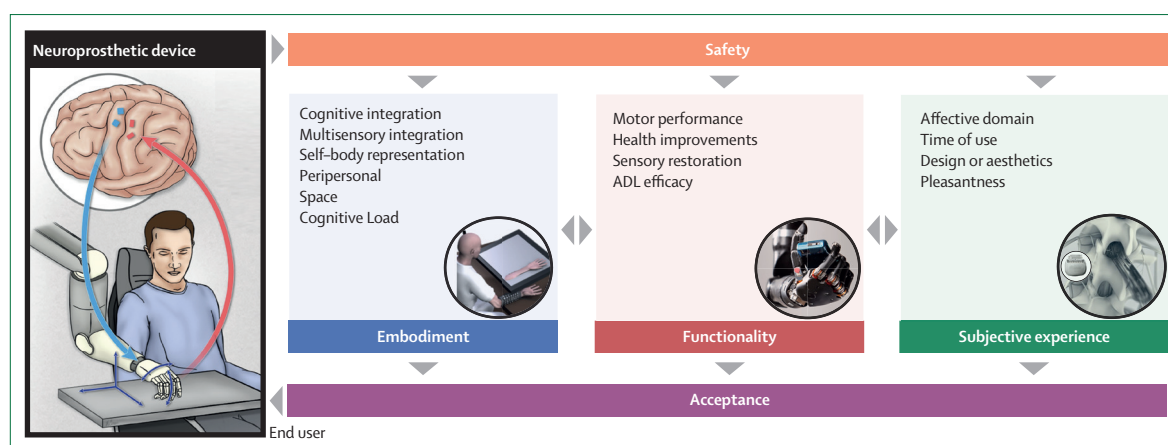 Neuroprosthetic device
Safety
Cognitive integration
Multisensory integration
Self–body representation
Peripersonal
Space
Cognitive Load
Embodiment
Motor performance
Health improvements
Sensory restoration
ADL efficacy
Functionality
Affective domain
Time of use
Design or aesthetics
Pleasantness
Subjective experience
Acceptance
End user